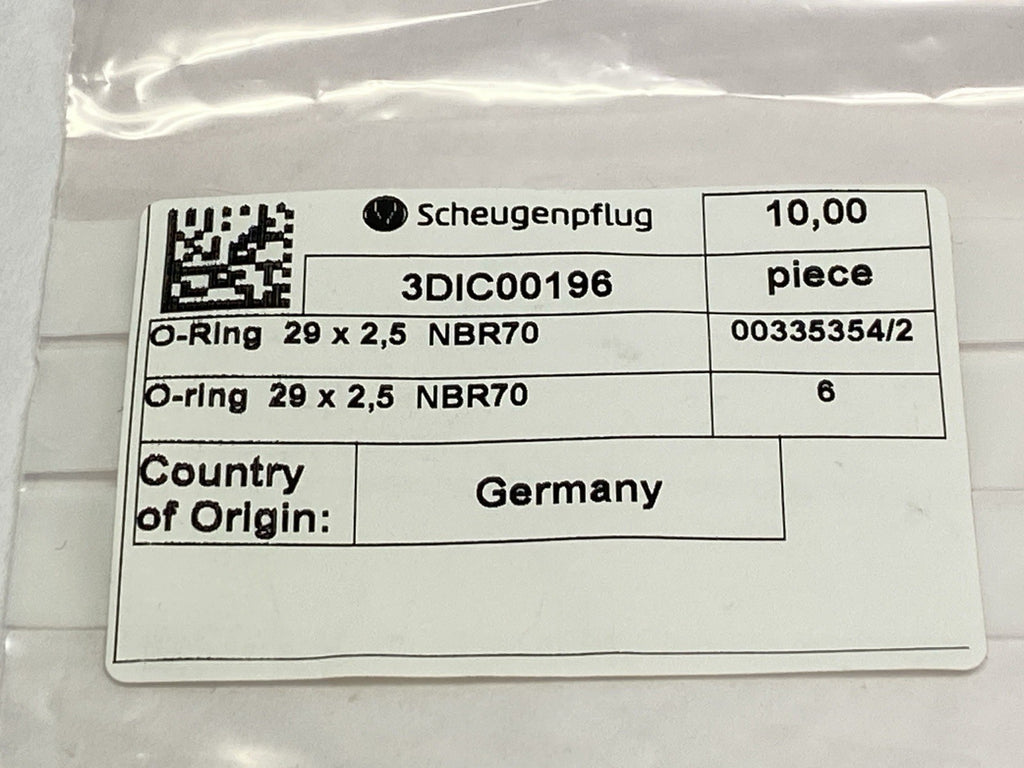 Scheugenpflug
10,00
3DIC00196
piece
O-Ring 29 x 2,5 NBR70
00335354/2
O-ring 29 x 2,5 NBR70
6
Country
of Origin:
Germany